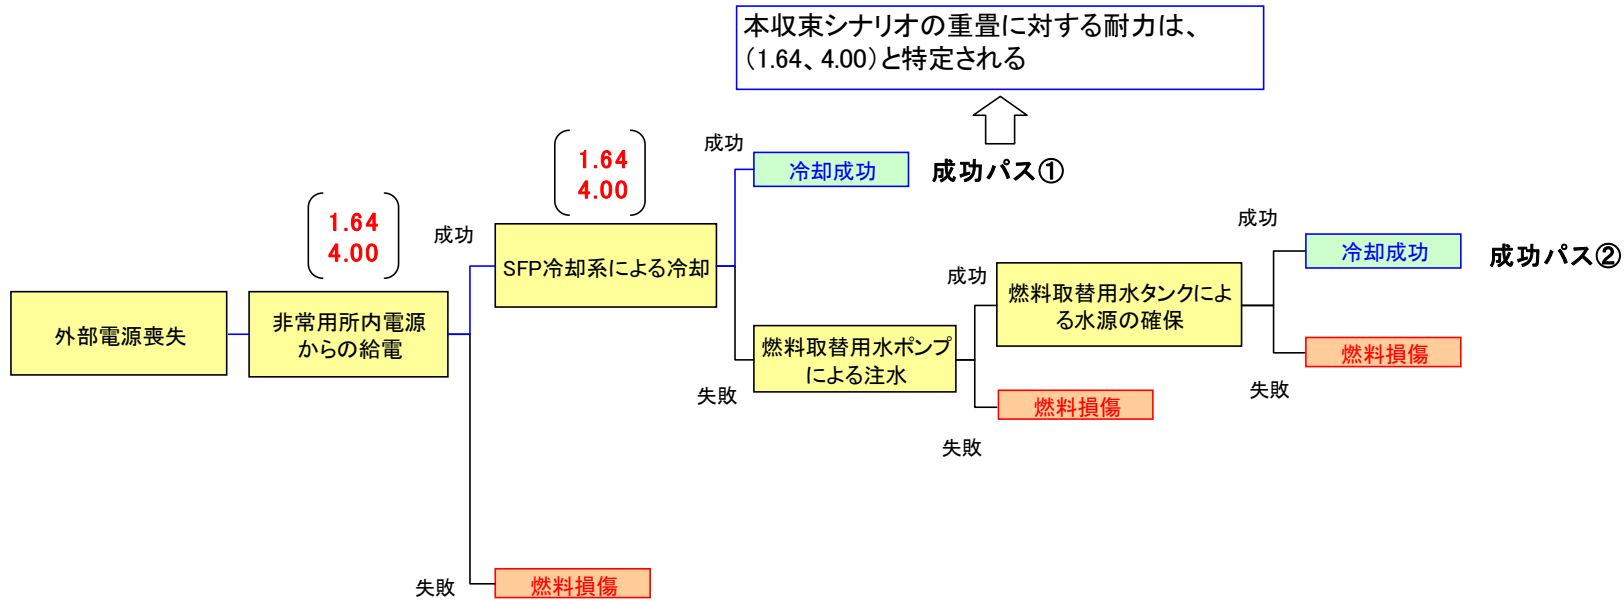 本収束シナリオの重畳に対する耐力は、
(1.64、4.00)と特定される
成功
冷却成功
成功パス①
1.64
4.00
1.64
4.00
成功
SFP冷却系による冷却
成功
冷却成功
成功パス②
成功
燃料取替用水タンクによ
る水源の確保
外部電源喪失
非常用所内電源
からの給電
燃料取替用水ポンプ
による注水
燃料損傷
失敗
失敗
燃料損傷
失敗
失敗
燃料損傷